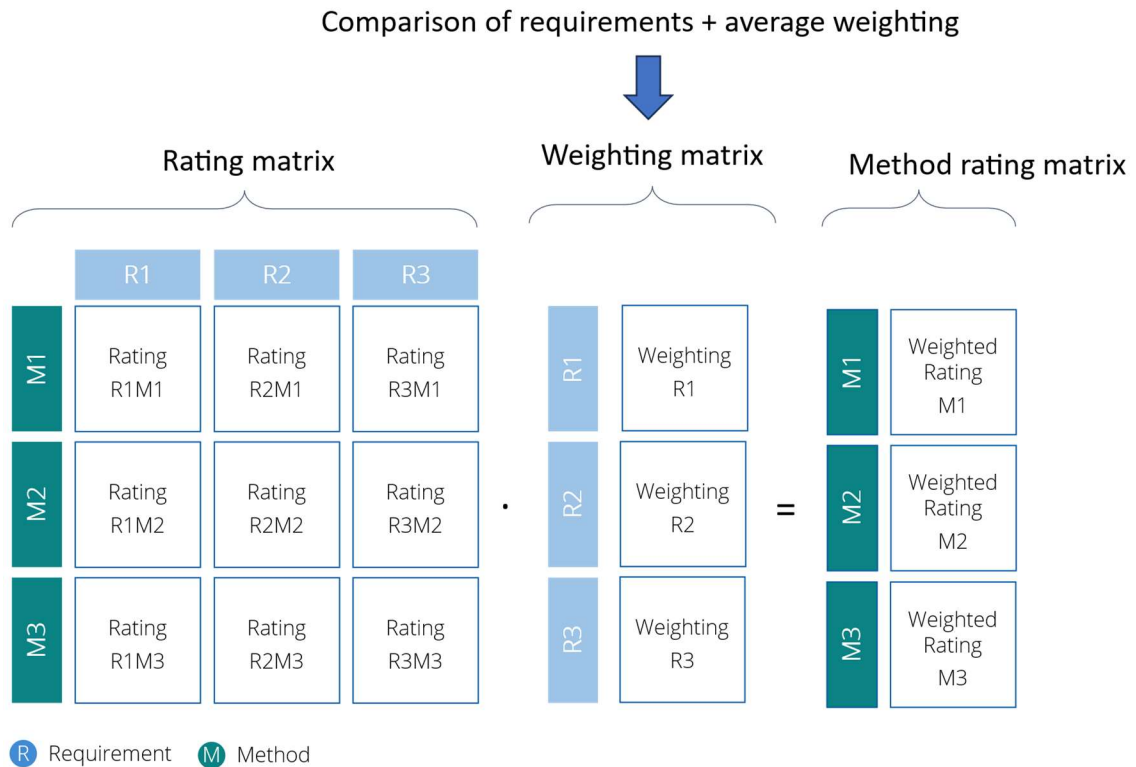 Comparison of requirements + average weighting
Rating matrix
Weighting matrix
Method rating matrix
R1
R2
R3
M1
Rating
R1M1
Rating
R2M1
Rating
R3M1
R1
Weighting
R1
M1
Weighted
Rating
M1
M2
Rating
R1M2
Rating
R2M2
Rating
R3M2
·
R2
Weighting
R2
=
M2
Weighted
Rating
M2
M3
Rating
R1M3
Rating
R2M3
Rating
R3M3
R3
Weighting
R3
M3
Weighted
Rating
M3
R Requirement
M Method